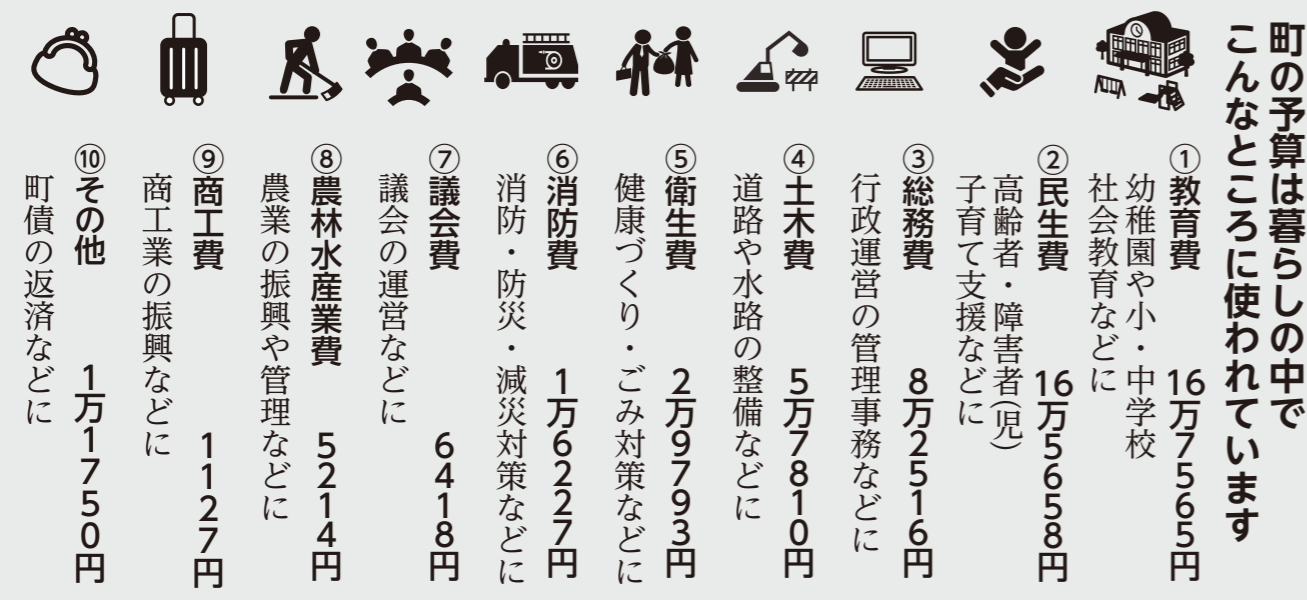 町の予算は暮らしの中で
こんなところに使われています
①教育費 16万7565円
幼稚園や小・中学校
社会教育などに
②民生費 16万5658円
高齢者・障害者(児)
子育て支援などに
③総務費 8万2516円
行政運営の管理事務などに
④土木費 5万7810円
道路や水路の整備などに
⑤衛生費 2万9793円
健康づくり・ごみ対策などに
⑥消防費 1万6227円
消防・防災・減災対策などに
⑦議会費 6418円
議会の運営などに
⑧農林水産業費 5214円
農業の振興や管理などに
⑨商工費 1127円
商工業の振興などに
⑩その他 1万1750円
町債の返済などに